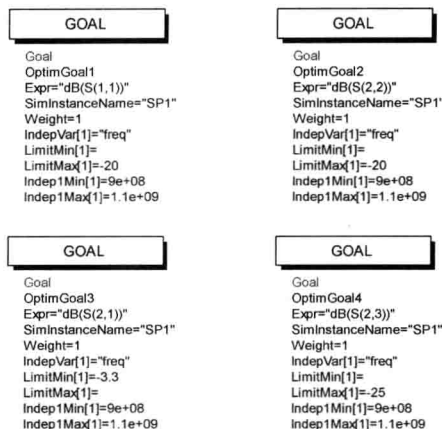 GOAL
Goal
OptimGoal1
Expr="dB(S(1,1))"
SimInstanceName="SP1"
Weight=1
IndepVar[1]="freq"
LimitMin[1]=
LimitMax[1]=-20
Indep1Min[1]=9e+08
Indep1Max[1]=1.1e+09
GOAL
Goal
OptimGoal2
Expr="dB(S(2,2))"
SimInstanceName="SP1"
Weight=1
IndepVar[1]="freq"
LimitMin[1]=
LimitMax[1]=-20
Indep1Min[1]=9e+08
Indep1Max[1]=1.1e+09
GOAL
Goal
OptimGoal3
Expr="dB(S(2,1))"
SimInstanceName="SP1"
Weight=1
IndepVar[1]="freq"
LimitMin[1]=-3.3
LimitMax[1]=
Indep1Min[1]=9e+08
Indep1Max[1]=1.1e+09
GOAL
Goal
OptimGoal4
Expr="dB(S(2,3))"
SimInstanceName="SP1"
Weight=1
IndepVar[1]="freq"
LimitMin[1]=
LimitMax[1]=-25
Indep1Min[1]=9e+08
Indep1Max[1]=1.1e+09